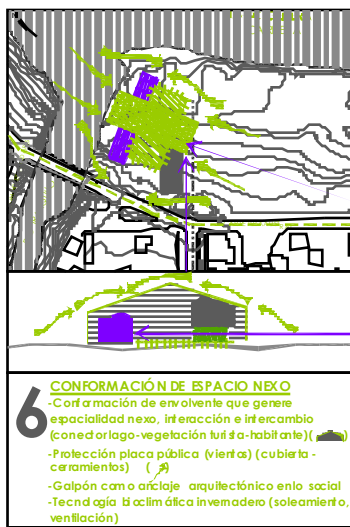 6
CONFORMACIÓN DE ESPACIO NEXO
-Conformación de envolvente que genere
espacialidad nexo, interacción e intercambio
(conector lago-vegetación turista-habitante)( )
-Protección placa pública (vientos) (cubierta -
cerramientos) ( )
-Galpón como anclaje arquitectónico en lo social
-Tecnología bioclimática invernadero (soleamiento,
ventilación)